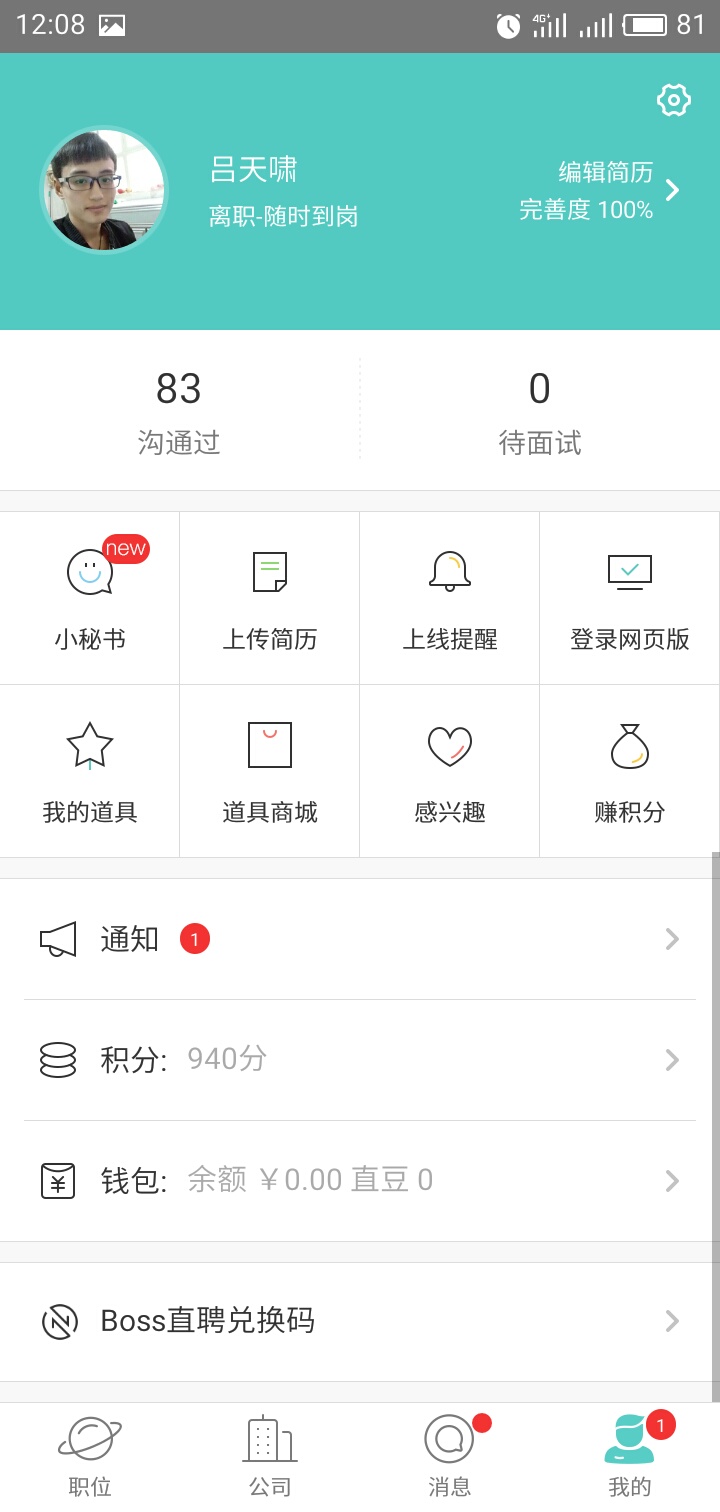 12:08 4G+ 81
吕天啸
离职-随时到岗
编辑简历
完善度 100%
83 0
沟通过 待面试
new
小秘书 上传简历 上线提醒 登录网页版
我的道具 道具商城 感兴趣 赚积分
通知 1
积分: 940分
¥ 钱包: 余额 ￥0.00 直豆 0
Boss直聘兑换码
1
职位 公司 消息 我的